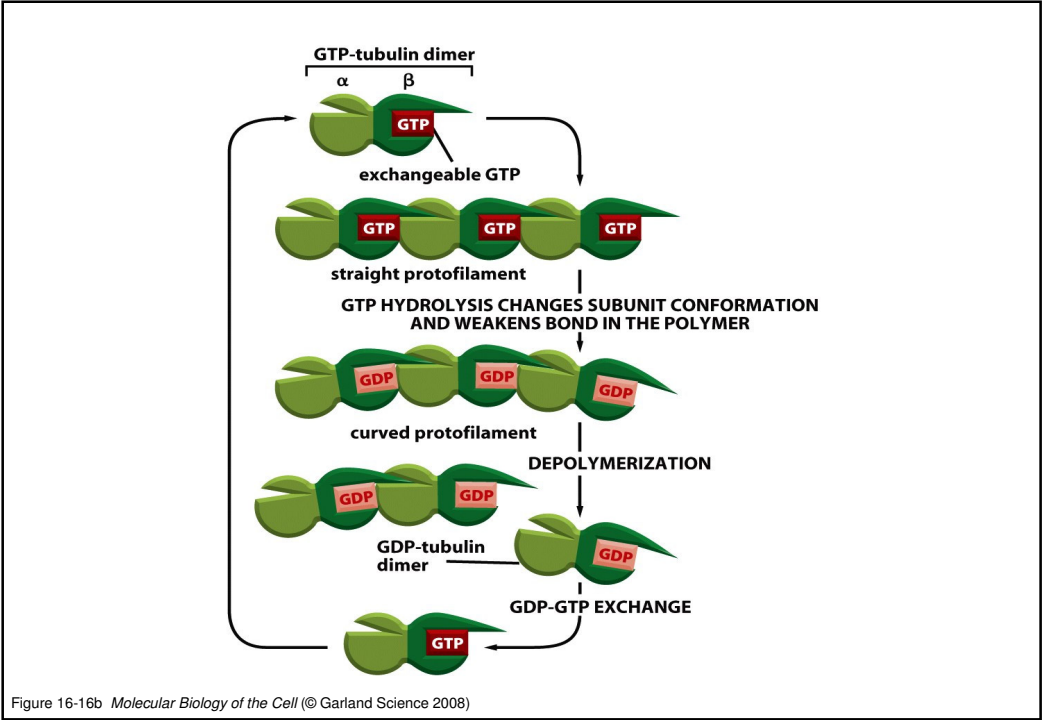 GTP-tubulin dimer
α β
GTP
exchangeable GTP
GTP GTP GTP
straight protofilament
GTP HYDROLYSIS CHANGES SUBUNIT CONFORMATION
AND WEAKENS BOND IN THE POLYMER
GDP GDP GDP
curved protofilament
DEPOLYMERIZATION
GDP GDP
GDP-tubulin
dimer
GDP
GDP-GTP EXCHANGE
GTP
Figure 16-16b Molecular Biology of the Cell (© Garland Science 2008)